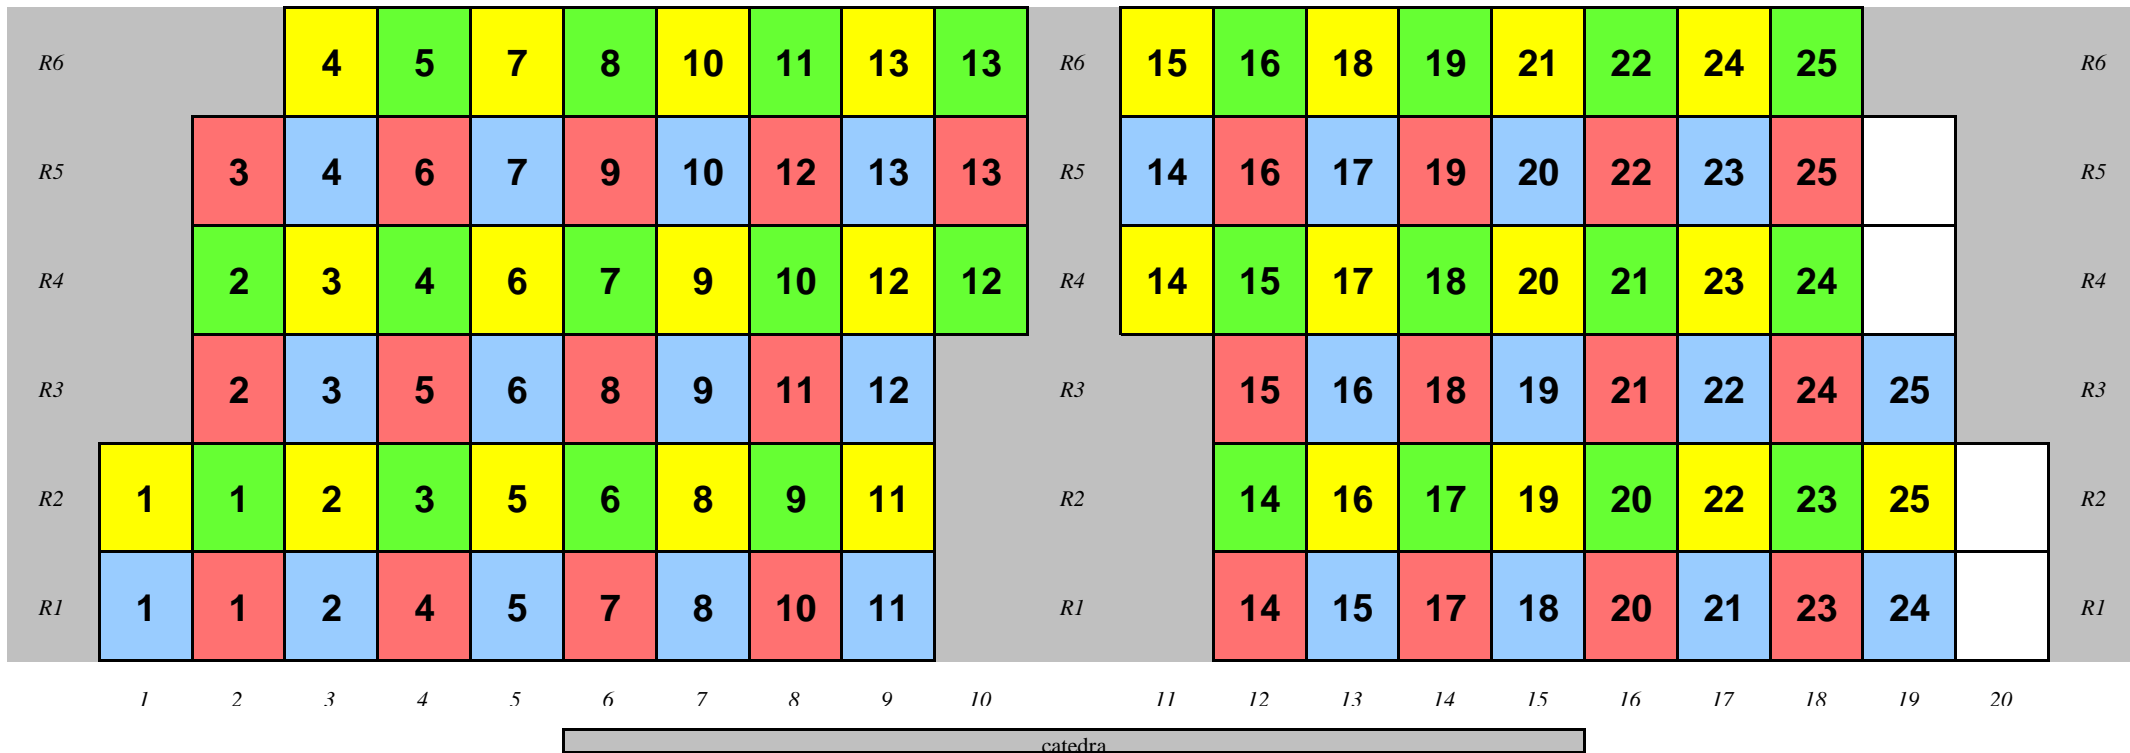 R6 4 5 7 8 10 11 13 13 R6 15 16 18 19 21 22 24 25 R6
R5 3 4 6 7 9 10 12 13 13 R5 14 16 17 19 20 22 23 25 R5
R4 2 3 4 6 7 9 10 12 12 R4 14 15 17 18 20 21 23 24 R4
R3 2 3 5 6 8 9 11 12 R3 15 16 18 19 21 22 24 25 R3
R2 1 1 2 3 5 6 8 9 11 R2 14 16 17 19 20 22 23 25 R2
R1 1 1 2 4 5 7 8 10 11 R1 14 15 17 18 20 21 23 24 R1
1 2 3 4 5 6 7 8 9 10 11 12 13 14 15 16 17 18 19 20
catedra